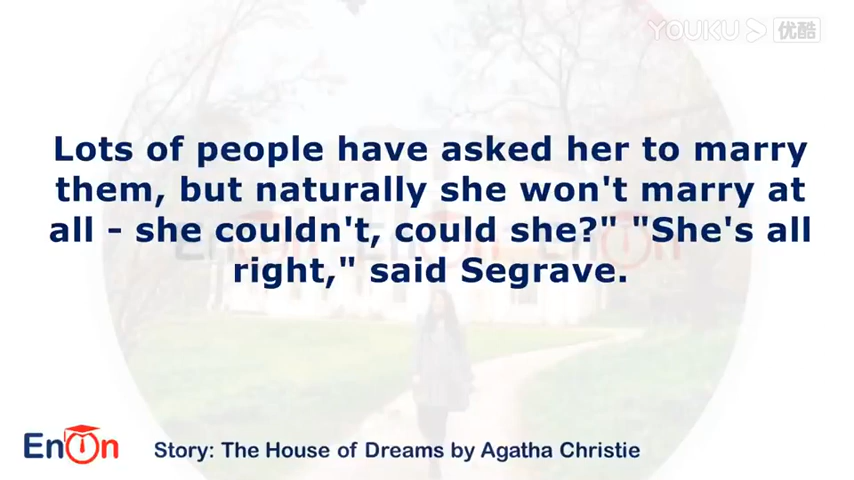 YOUKU 优酷
Lots of people have asked her to marry
them, but naturally she won't marry at
all - she couldn't, could she?" "She's all
right," said Segrave.
EnOn
Story: The House of Dreams by Agatha Christie